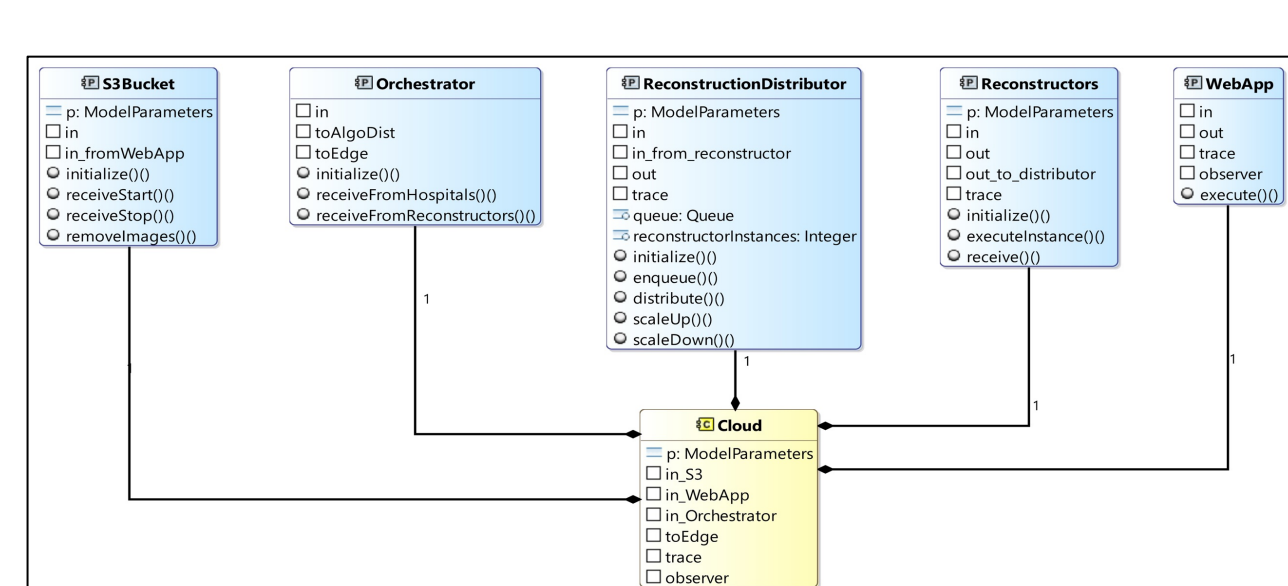 S3Bucket
p: ModelParameters
in
in_fromWebApp
initialize()()
receiveStart()()
receiveStop()()
removeImages()()
Orchestrator
in
toAlgoDist
toEdge
initialize()()
receiveFromHospitals()()
receiveFromReconstructors()()
ReconstructionDistributor
p: ModelParameters
in
in_from_reconstructor
out
trace
queue: Queue
reconstructorInstances: Integer
initialize()()
enqueue()()
distribute()()
scaleUp()()
scaleDown()()
Reconstructors
p: ModelParameters
in
out
out_to_distributor
trace
initialize()()
executeInstance()()
receive()()
WebApp
in
out
trace
observer
execute()()
1
1
1
1
1
Cloud
p: ModelParameters
in_S3
in_WebApp
in_Orchestrator
toEdge
trace
observer